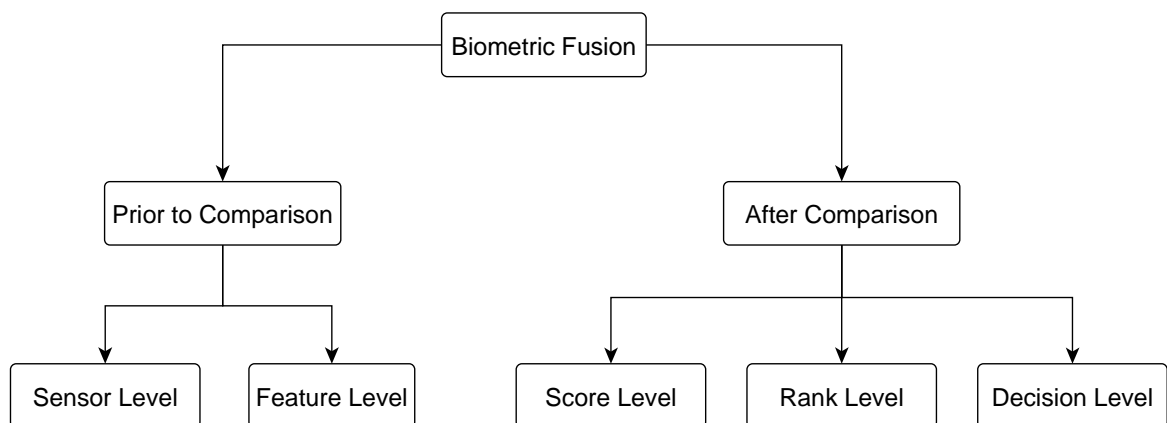 Biometric Fusion
Prior to Comparison
After Comparison
Sensor Level
Feature Level
Score Level
Rank Level
Decision Level